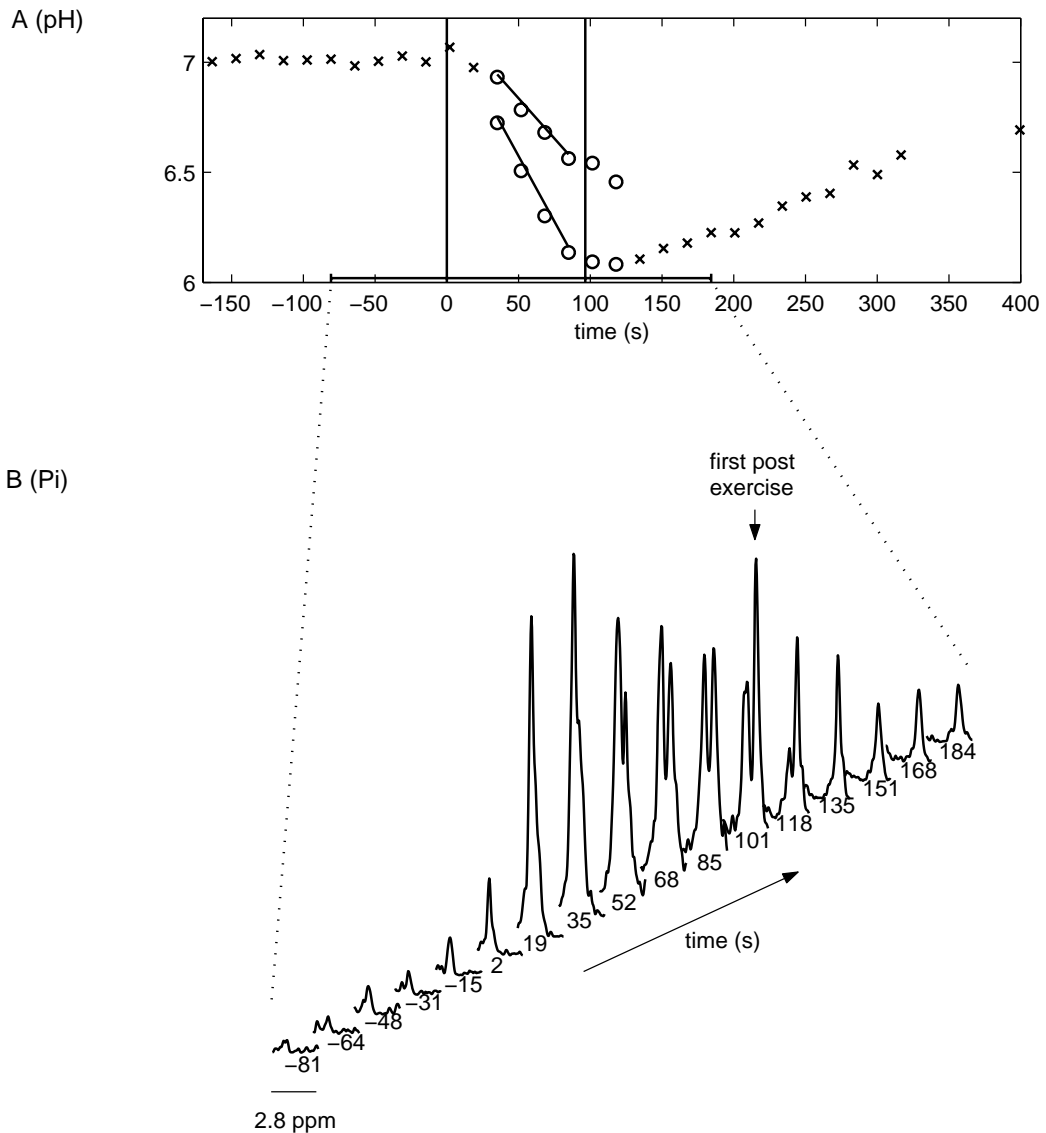 A (pH)
7
6.5
6
−150 −100 −50 0 50 100 150 200 250 300 350 400
time (s)
B (Pi)
first post
exercise
184
168
151
135
118
101
85
68
52
35
19
2
−15
−31
−48
−64
−81
time (s)
2.8 ppm